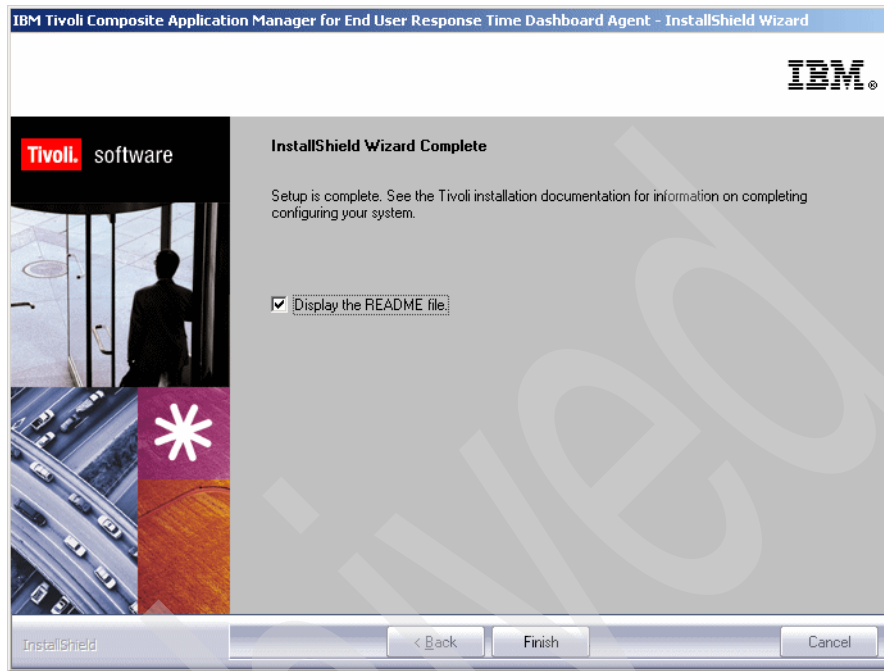 IBM Tivoli Composite Application Manager for End User Response Time Dashboard Agent - InstallShield Wizard
IBM®
Tivoli. software
InstallShield Wizard Complete
Setup is complete. See the Tivoli installation documentation for information on completing
configuring your system.
Display the README file.
InstallShield
< Back
Finish
Cancel